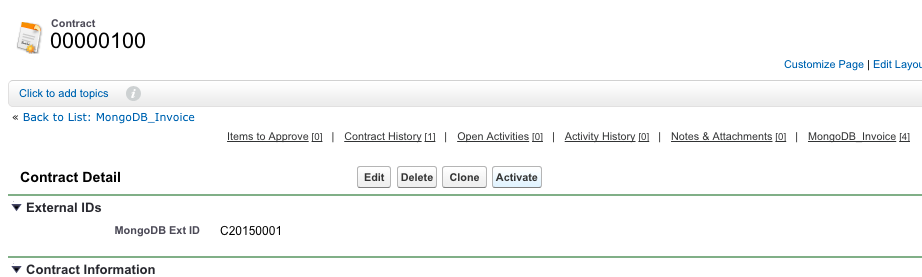 Contract
00000100
Customize Page | Edit Layou
Click to add topics i
« Back to List: MongoDB_Invoice
Items to Approve [0] | Contract History [1] | Open Activities [0] | Activity History [0] | Notes & Attachments [0] | MongoDB_Invoice [4]
Contract Detail Edit Delete Clone Activate
External IDs
MongoDB Ext ID C20150001
Contract Information